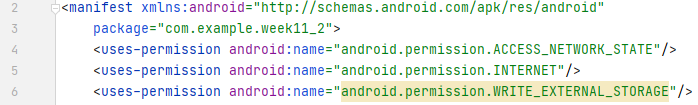 2 <manifest xmlns:android="http://schemas.android.com/apk/res/android"
3 package="com.example.week11_2">
4 <uses-permission android:name="android.permission.ACCESS_NETWORK_STATE"/>
5 <uses-permission android:name="android.permission.INTERNET"/>
6 <uses-permission android:name="android.permission.WRITE_EXTERNAL_STORAGE"/>